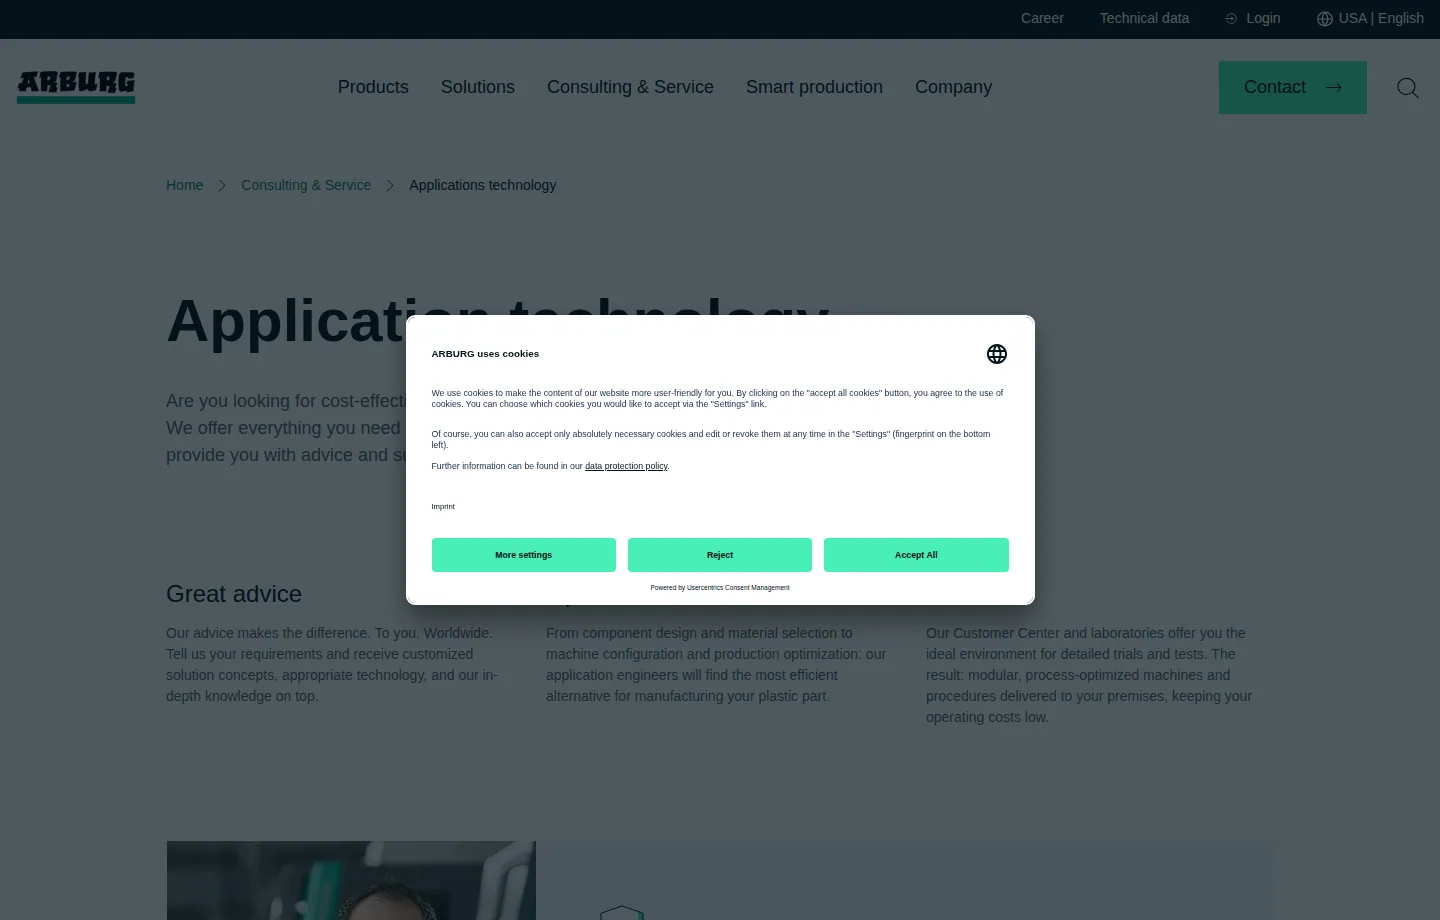 Career Technical data Login USA | English
ARBURG Products Solutions Consulting & Service Smart production Company Contact
Home Consulting & Service Applications technology
Application technology
Are you looking for cost-effecti
We offer everything you need
provide you with advice and su
ARBURG uses cookies
We use cookies to make the content of our website more user-friendly for you. By clicking on the "accept all cookies" button, you agree to the use of
cookies. You can choose which cookies you would like to accept via the "Settings" link.
Of course, you can also accept only absolutely necessary cookies and edit or revoke them at any time in the "Settings" (fingerprint on the bottom
left).
Further information can be found in our data protection policy.
Imprint
More settings Reject Accept All
Powered by Usercentrics Consent Management
Great advice
Our advice makes the difference. To you. Worldwide.
Tell us your requirements and receive customized
solution concepts, appropriate technology, and our in-
depth knowledge on top.
From component design and material selection to
machine configuration and production optimization: our
application engineers will find the most efficient
alternative for manufacturing your plastic part.
Our Customer Center and laboratories offer you the
ideal environment for detailed trials and tests. The
result: modular, process-optimized machines and
procedures delivered to your premises, keeping your
operating costs low.